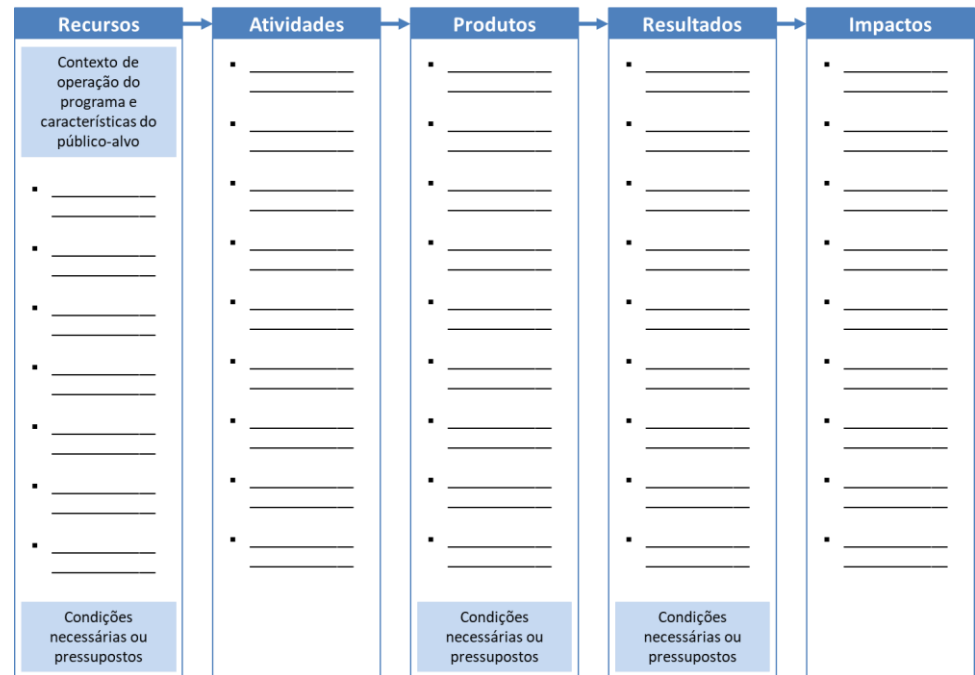 Recursos
Atividades
Produtos
Resultados
Impactos
Contexto de
operação do
programa e
características do
público-alvo
Condições
necessárias ou
pressupostos
Condições
necessárias ou
pressupostos
Condições
necessárias ou
pressupostos